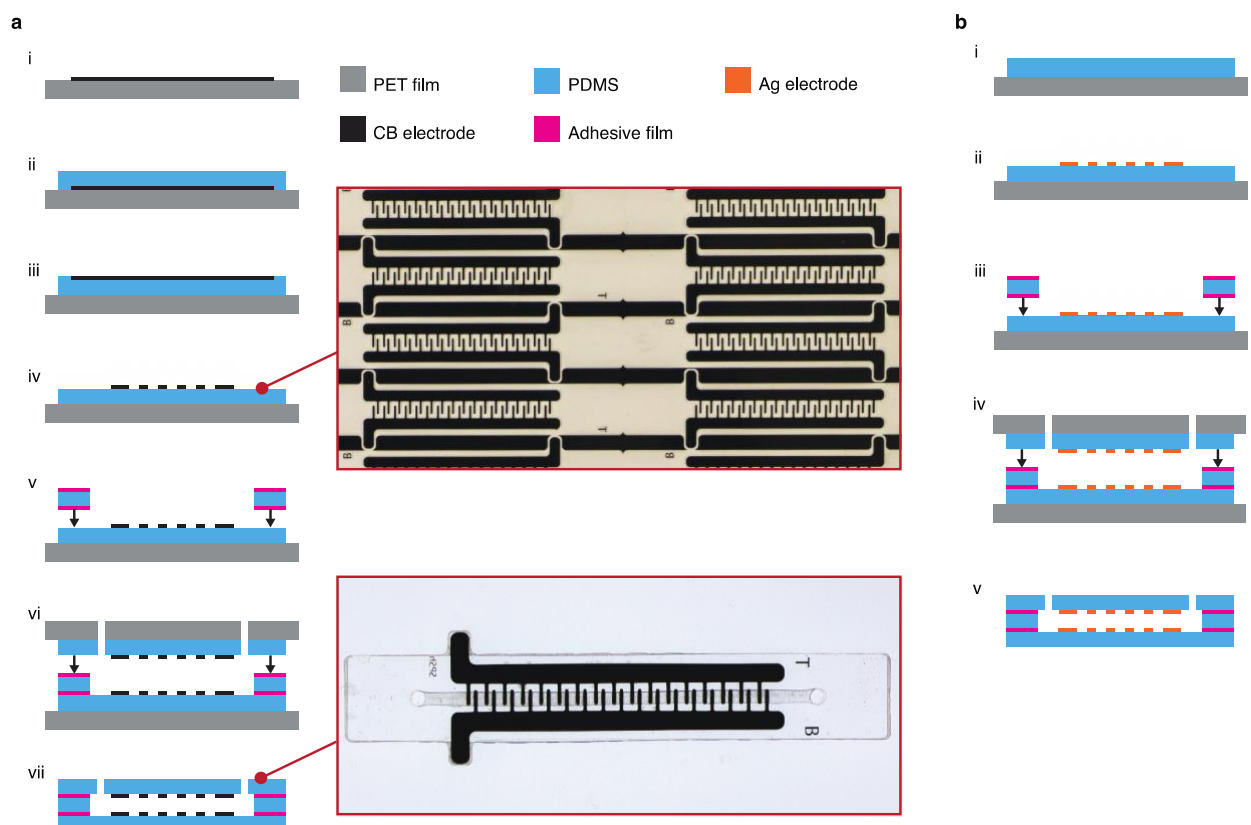 a
b
i
PET film
PDMS
Ag electrode
CB electrode
Adhesive film
ii
iii
iv
T
B
B
T
B
B
v
vi
T
B
vii
i
ii
iii
iv
v